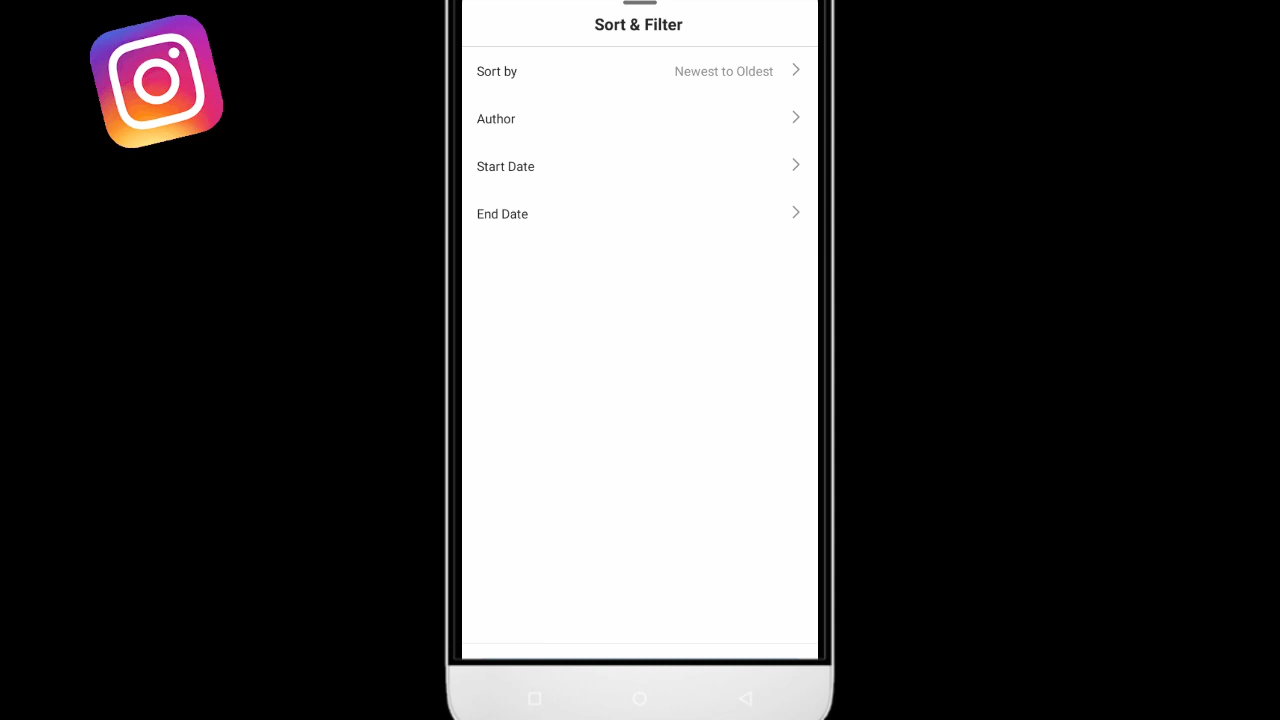 Sort & Filter
Sort by Newest to Oldest
Author
Start Date
End Date